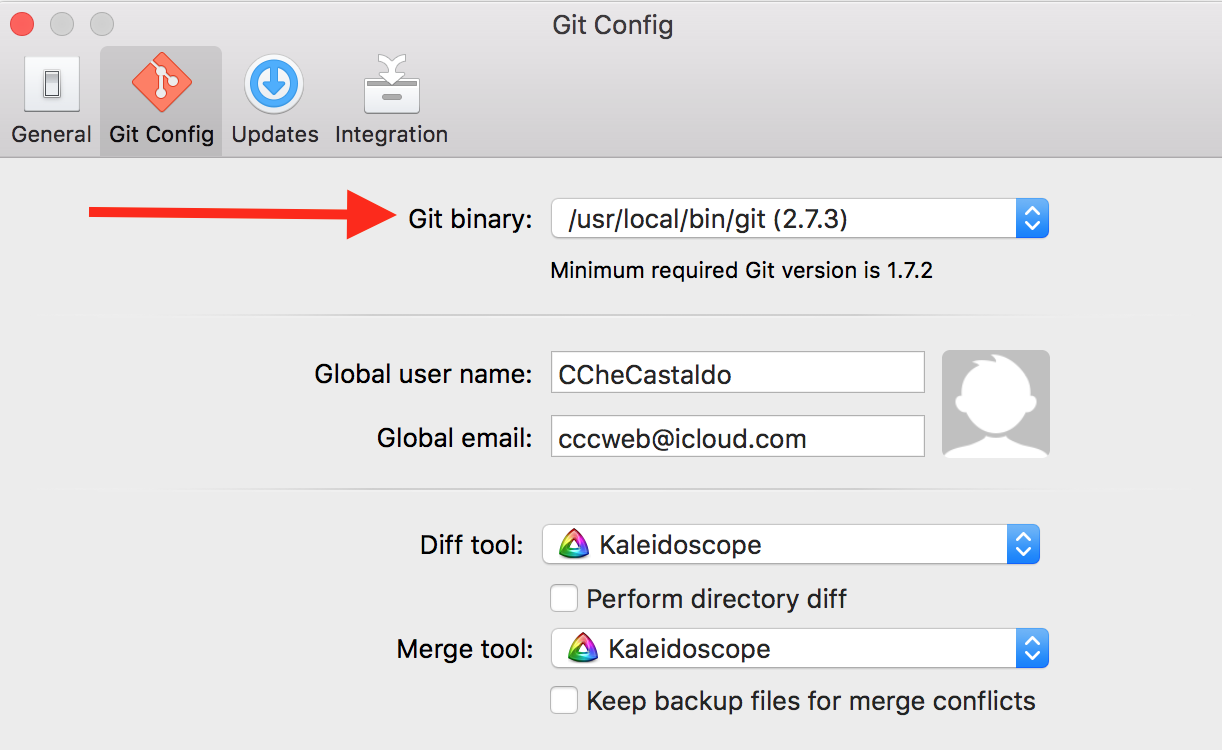 Git Config
General Git Config Updates Integration
Git binary: /usr/local/bin/git (2.7.3)
Minimum required Git version is 1.7.2
Global user name: CCheCastaldo
Global email: cccweb@icloud.com
Diff tool: Kaleidoscope
Perform directory diff
Merge tool: Kaleidoscope
Keep backup files for merge conflicts